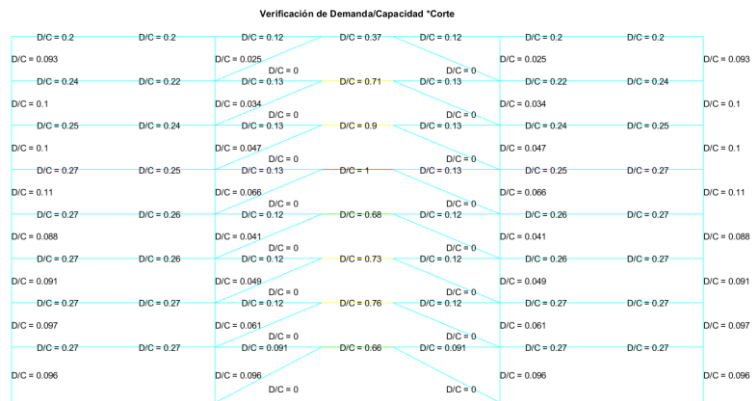 Verificación de Demanda/Capacidad *Corte
D/C = 0.2 D/C = 0.2 D/C = 0.12 D/C = 0.37 D/C = 0.12 D/C = 0.2 D/C = 0.2
D/C = 0.093 D/C = 0.025 D/C = 0.025 D/C = 0.093
D/C = 0 D/C = 0
D/C = 0.24 D/C = 0.22 D/C = 0.13 D/C = 0.71 D/C = 0.13 D/C = 0.22 D/C = 0.24
D/C = 0.1 D/C = 0.034 D/C = 0.034 D/C = 0.1
D/C = 0 D/C = 0
D/C = 0.25 D/C = 0.24 D/C = 0.13 D/C = 0.9 D/C = 0.13 D/C = 0.24 D/C = 0.25
D/C = 0.1 D/C = 0.047 D/C = 0.047 D/C = 0.1
D/C = 0 D/C = 0
D/C = 0.27 D/C = 0.25 D/C = 0.13 D/C = 1 D/C = 0.13 D/C = 0.25 D/C = 0.27
D/C = 0.11 D/C = 0.066 D/C = 0.066 D/C = 0.11
D/C = 0 D/C = 0
D/C = 0.27 D/C = 0.26 D/C = 0.12 D/C = 0.68 D/C = 0.12 D/C = 0.26 D/C = 0.27
D/C = 0.088 D/C = 0.041 D/C = 0.041 D/C = 0.088
D/C = 0 D/C = 0
D/C = 0.27 D/C = 0.26 D/C = 0.12 D/C = 0.73 D/C = 0.12 D/C = 0.26 D/C = 0.27
D/C = 0.091 D/C = 0.049 D/C = 0.049 D/C = 0.091
D/C = 0 D/C = 0
D/C = 0.27 D/C = 0.27 D/C = 0.12 D/C = 0.76 D/C = 0.12 D/C = 0.27 D/C = 0.27
D/C = 0.097 D/C = 0.061 D/C = 0.061 D/C = 0.097
D/C = 0 D/C = 0
D/C = 0.27 D/C = 0.27 D/C = 0.091 D/C = 0.66 D/C = 0.091 D/C = 0.27 D/C = 0.27
D/C = 0.096 D/C = 0.096 D/C = 0.096 D/C = 0.096
D/C = 0 D/C = 0